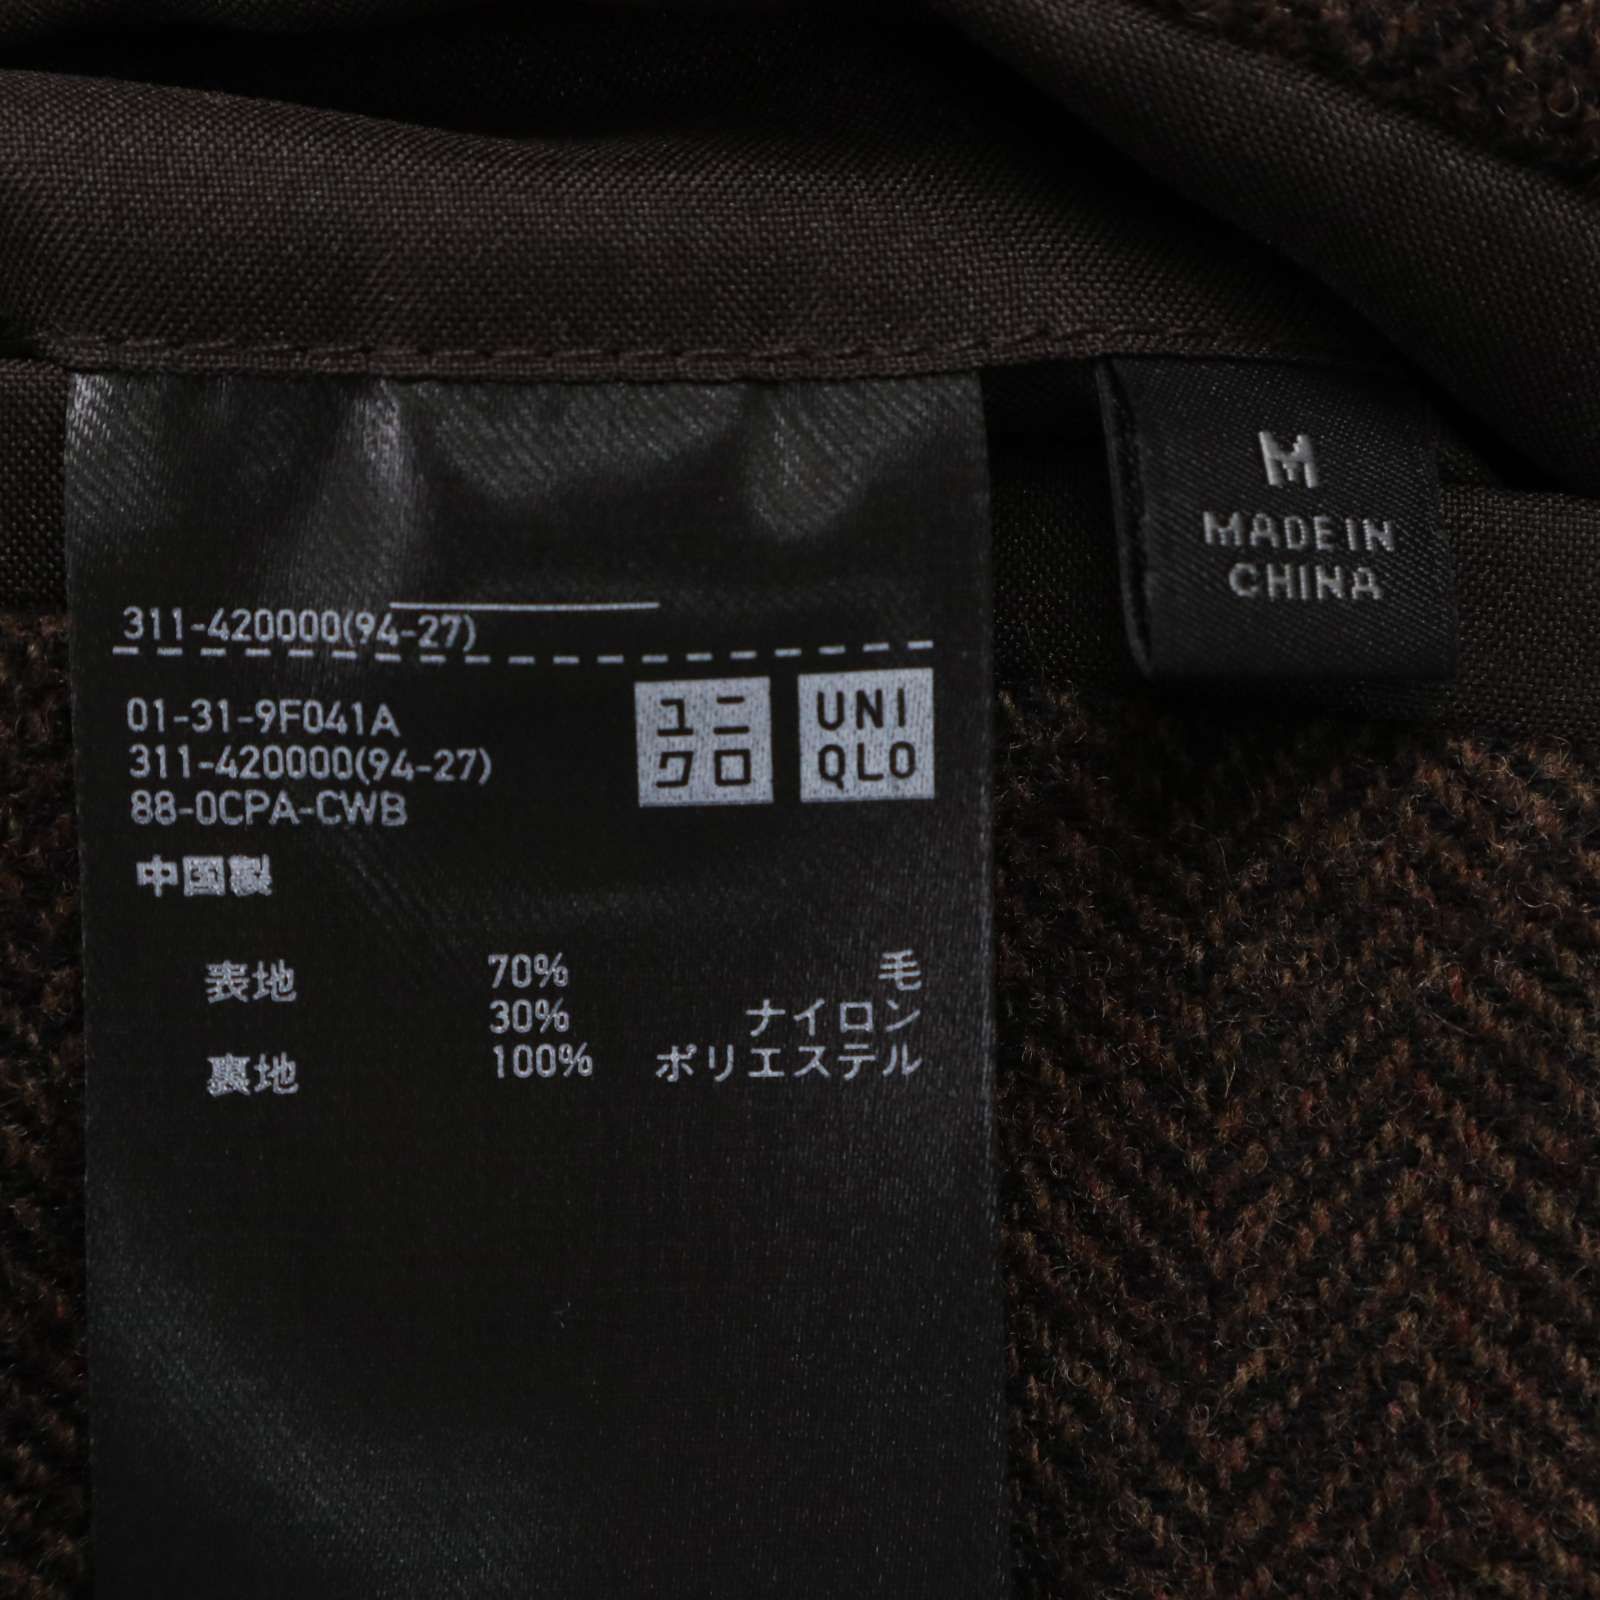 311-420000(94-27)
01-31-9F041A
311-420000(94-27)
88-0CPA-CWB
中国製
ユニ
クロ
UNI
QLO
表地 70% 毛
30% ナイロン
裏地 100% ポリエステル
M
MADE IN
CHINA